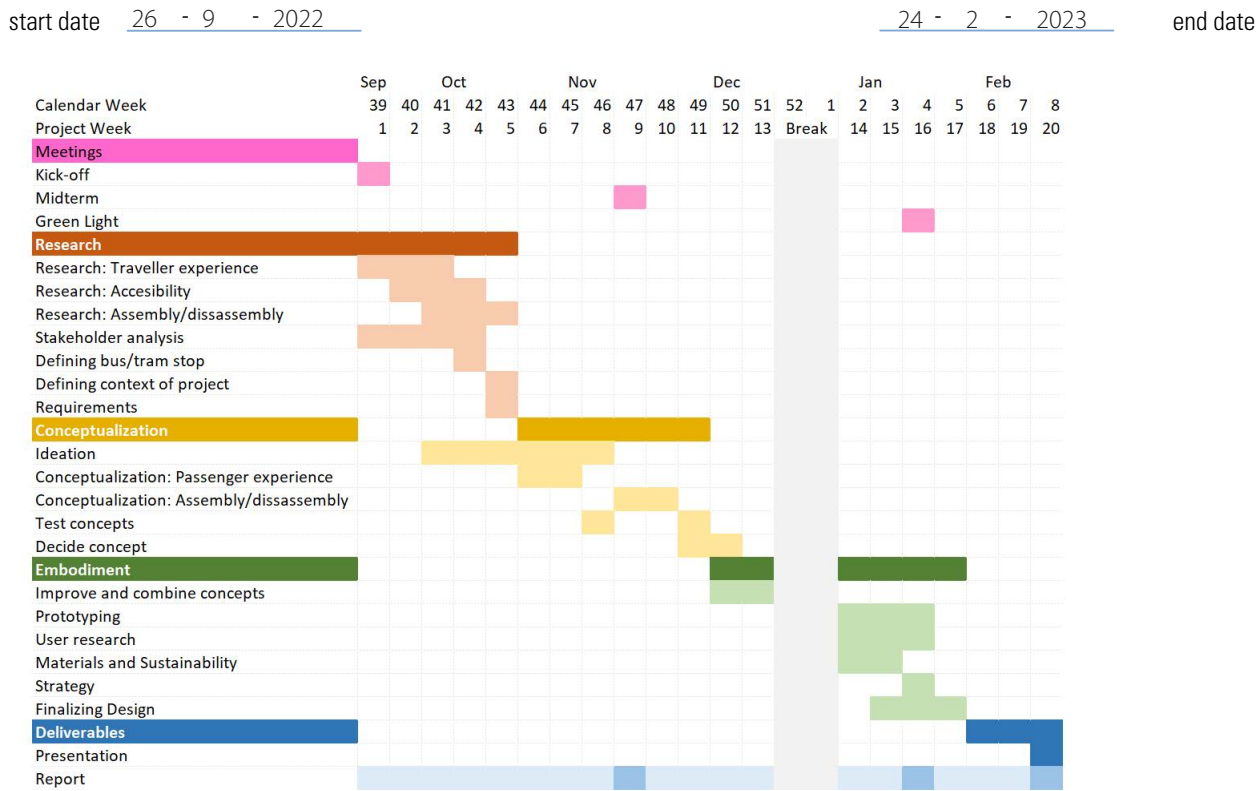 start date 26 - 9 - 2022 24 - 2 - 2023 end date
Sep Oct Nov Dec Jan Feb
Calendar Week 39 40 41 42 43 44 45 46 47 48 49 50 51 52 1 2 3 4 5 6 7 8
Project Week 1 2 3 4 5 6 7 8 9 10 11 12 13 Break 14 15 16 17 18 19 20
Meetings
Kick-off
Midterm
Green Light
Research
Research: Traveller experience
Research: Accesibility
Research: Assembly/dissassembly
Stakeholder analysis
Defining bus/tram stop
Defining context of project
Requirements
Conceptualization
Ideation
Conceptualization: Passenger experience
Conceptualization: Assembly/dissassembly
Test concepts
Decide concept
Embodiment
Improve and combine concepts
Prototyping
User research
Materials and Sustainability
Strategy
Finalizing Design
Deliverables
Presentation
Report